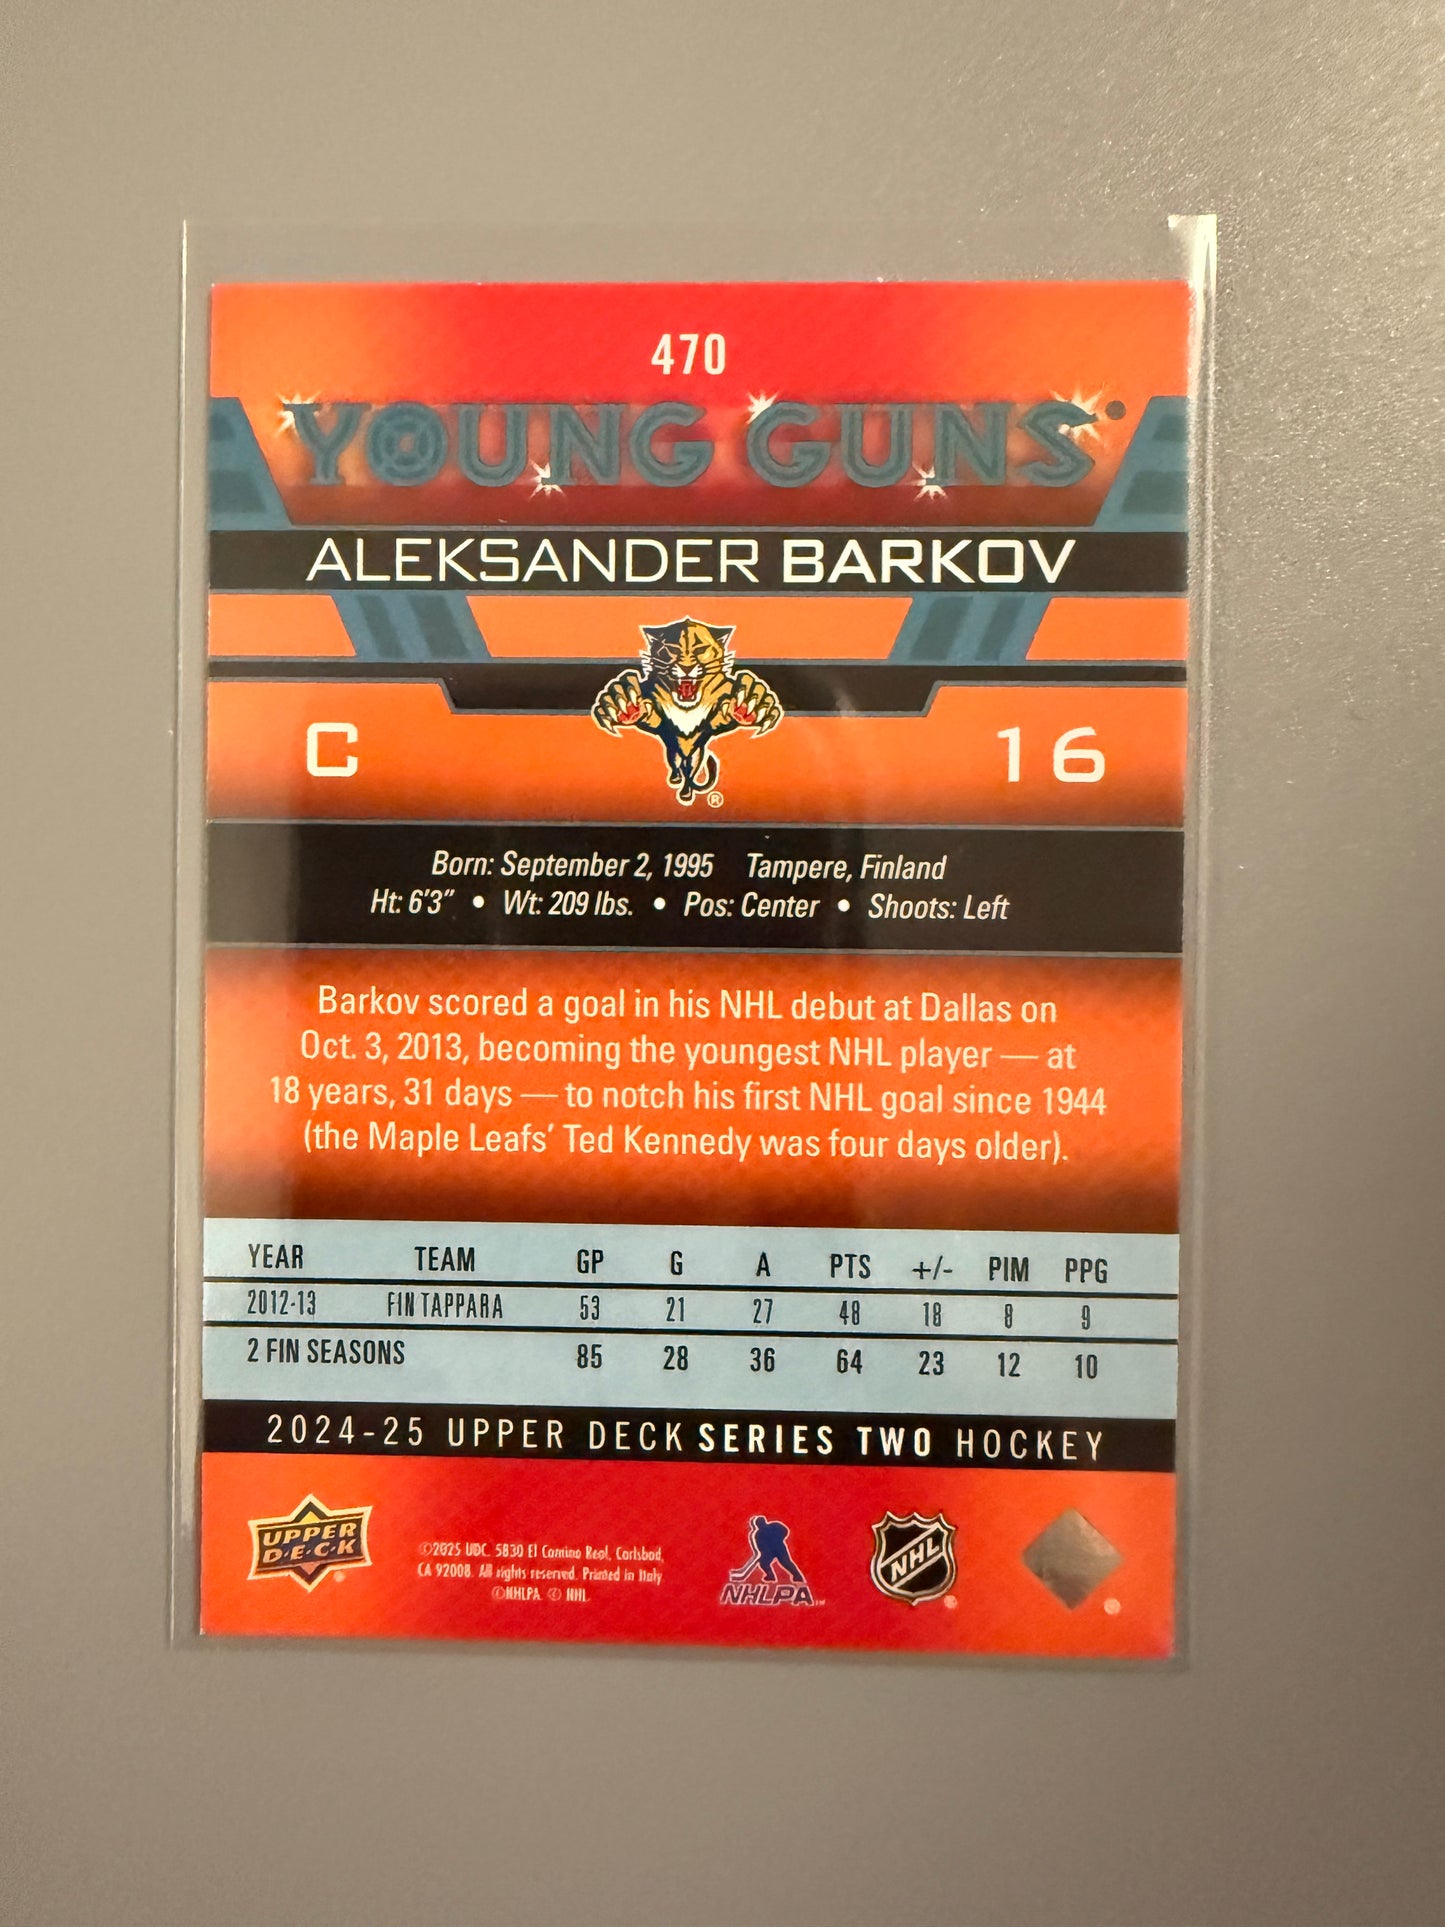 470
YOUNG GUNS
ALEKSANDER BARKOV
C 16
®
Born: September 2, 1995 Tampere, Finland
Ht: 6'3" • Wt: 209 lbs. • Pos: Center • Shoots: Left
Barkov scored a goal in his NHL debut at Dallas on
Oct. 3, 2013, becoming the youngest NHL player — at
18 years, 31 days — to notch his first NHL goal since 1944
(the Maple Leafs' Ted Kennedy was four days older).
YEAR TEAM GP G A PTS +/- PIM PPG
2012-13 FIN TAPPARA 53 21 27 48 18 8 9
2 FIN SEASONS 85 28 36 64 23 12 10
2024-25 UPPER DECK SERIES TWO HOCKEY
UPPER
D·E·C·K
©2025 UDC. 5830 El Camino Real, Carlsbad,
CA 92008. All rights reserved. Printed in Italy
©NHLPA. © NHL.
NHLPA™
NHL